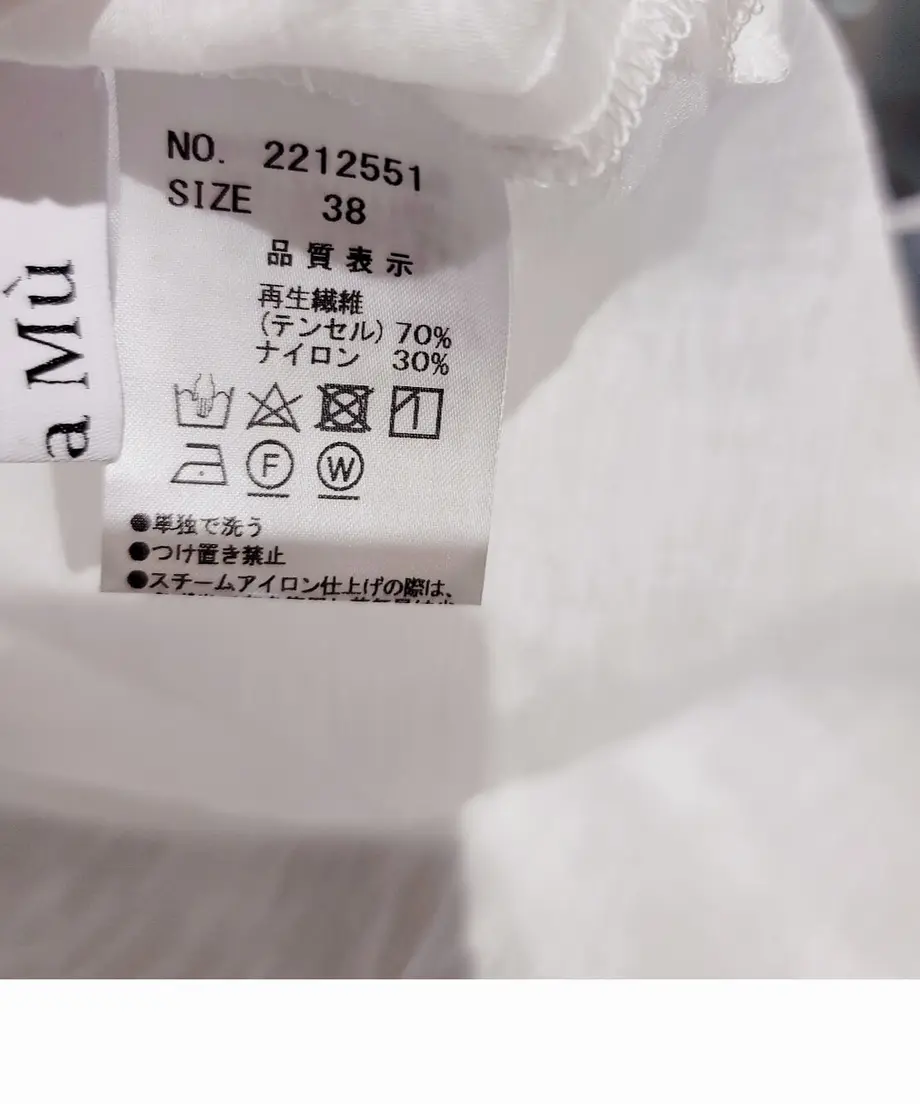 NO. 2212551
SIZE 38
品質表示
再生繊維
(テンセル) 70%
ナイロン 30%
F W
●単独で洗う
●つけ置き禁止
●スチームアイロン仕上げの際は、
a Mù